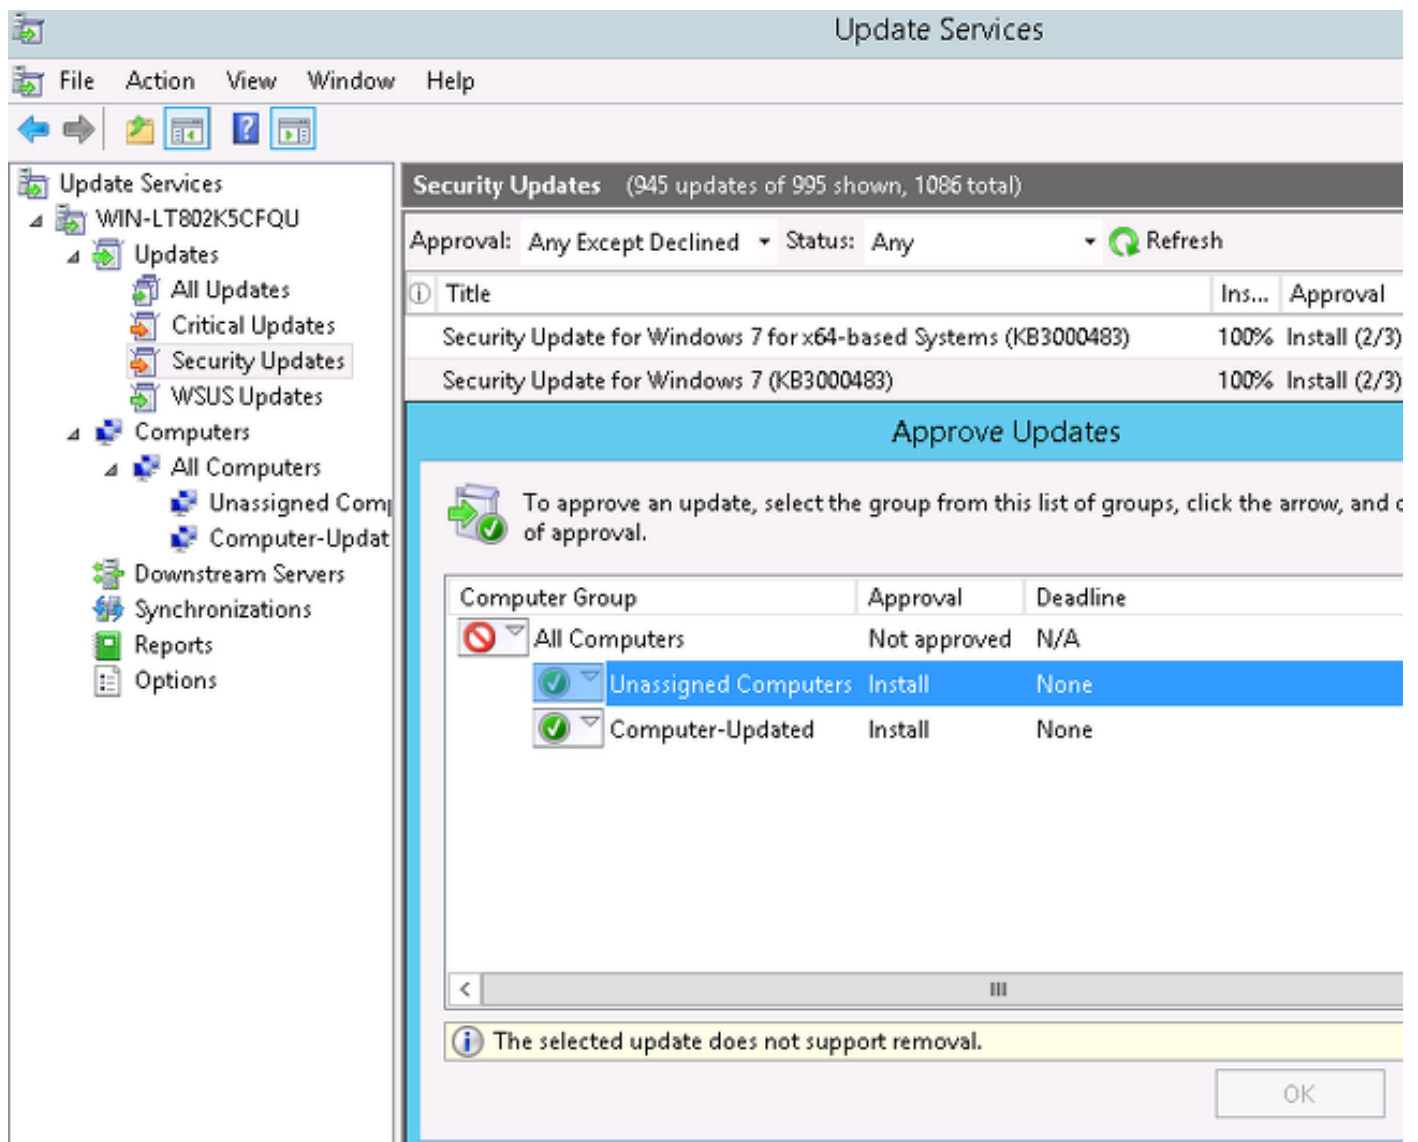 Update Services
File Action View Window Help
Update Services
WIN-LT802K5CFQU
Updates
All Updates
Critical Updates
Security Updates
WSUS Updates
Computers
All Computers
Unassigned Comp
Computer-Updat
Downstream Servers
Synchronizations
Reports
Options
Security Updates (945 updates of 995 shown, 1086 total)
Approval: Any Except Declined Status: Any Refresh
Title Ins... Approval
Security Update for Windows 7 for x64-based Systems (KB3000483) 100% Install (2/3)
Security Update for Windows 7 (KB3000483) 100% Install (2/3)
Approve Updates
To approve an update, select the group from this list of groups, click the arrow, and
of approval.
Computer Group Approval Deadline
All Computers Not approved N/A
Unassigned Computers Install None
Computer-Updated Install None
The selected update does not support removal.
OK